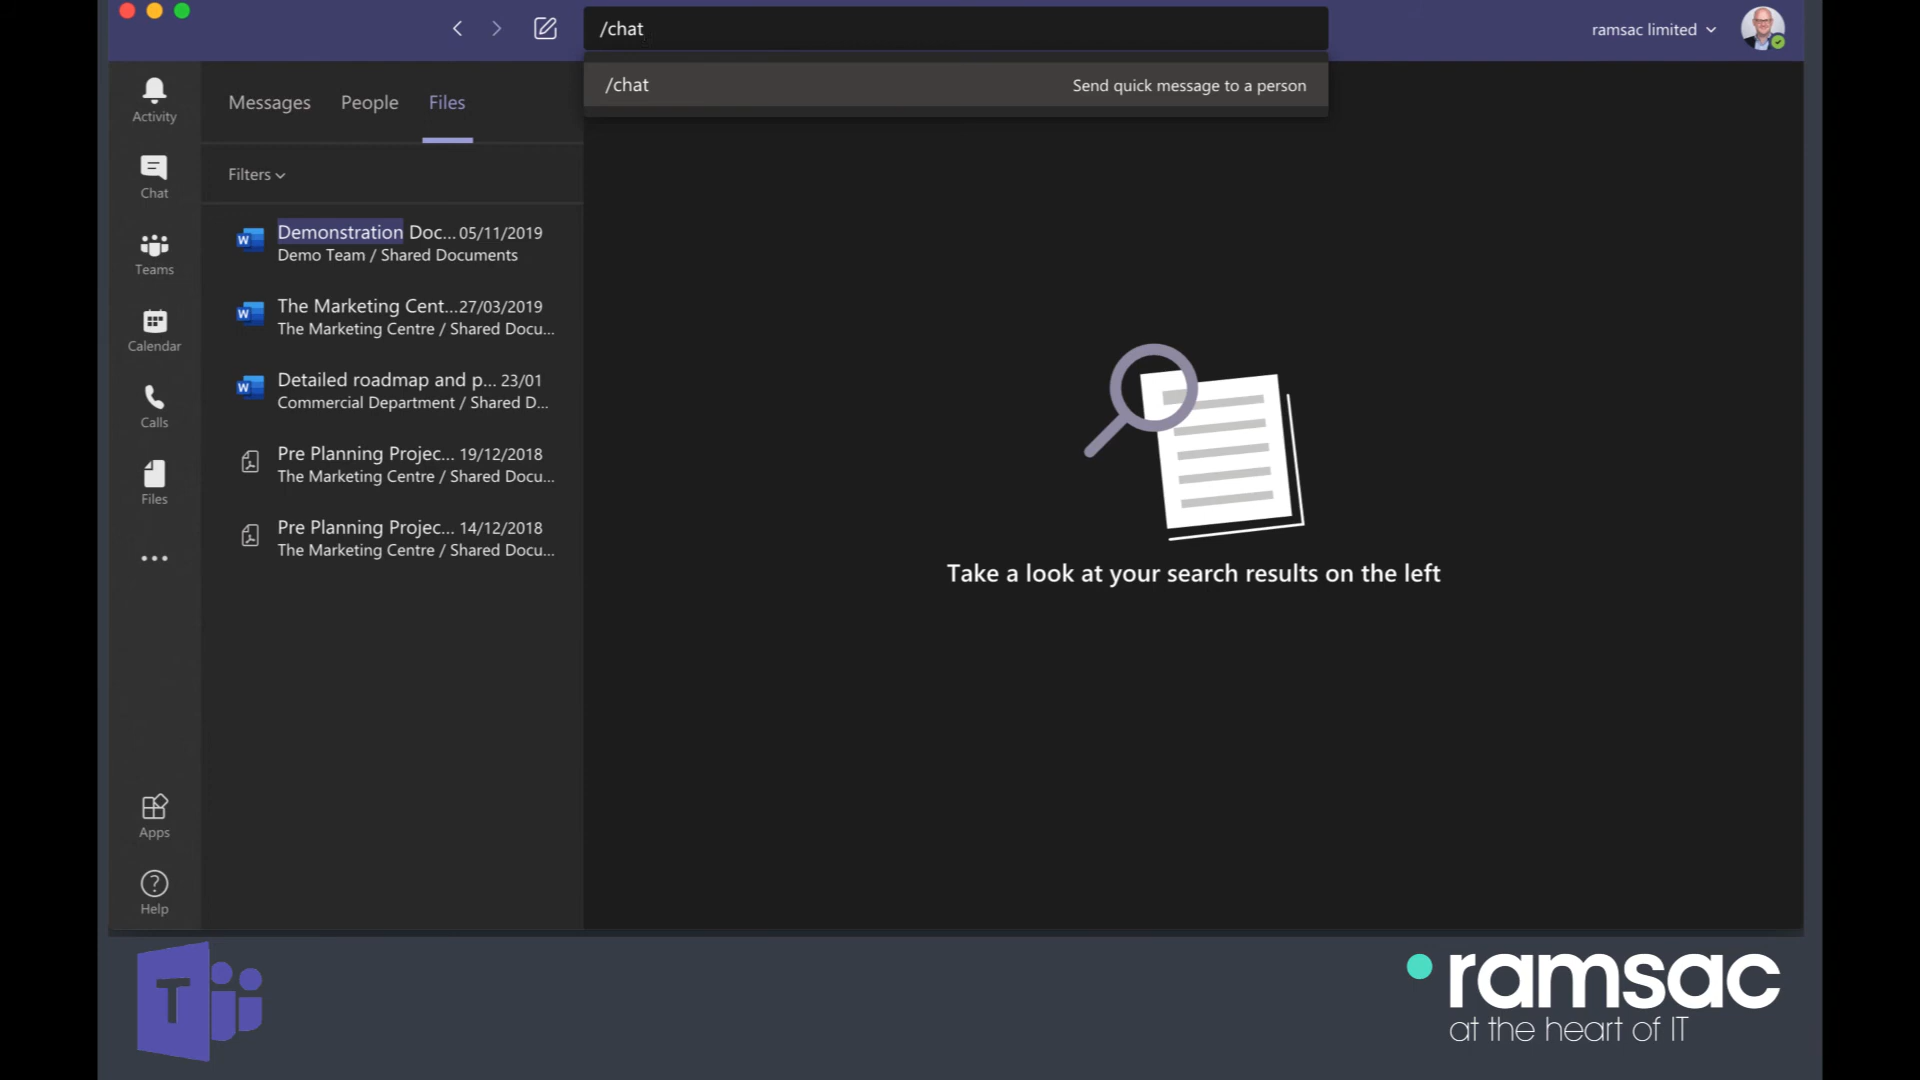 /chat
ramsac limited
/chat Send quick message to a person
Activity
Chat
Teams
Calendar
Calls
Files
Apps
Help
Messages People Files
Filters
Demonstration Doc... 05/11/2019
Demo Team / Shared Documents
The Marketing Cent... 27/03/2019
The Marketing Centre / Shared Docu...
Detailed roadmap and p... 23/01
Commercial Department / Shared D...
Pre Planning Projec... 19/12/2018
The Marketing Centre / Shared Docu...
Pre Planning Projec... 14/12/2018
The Marketing Centre / Shared Docu...
Take a look at your search results on the left
T
ramsac
at the heart of IT